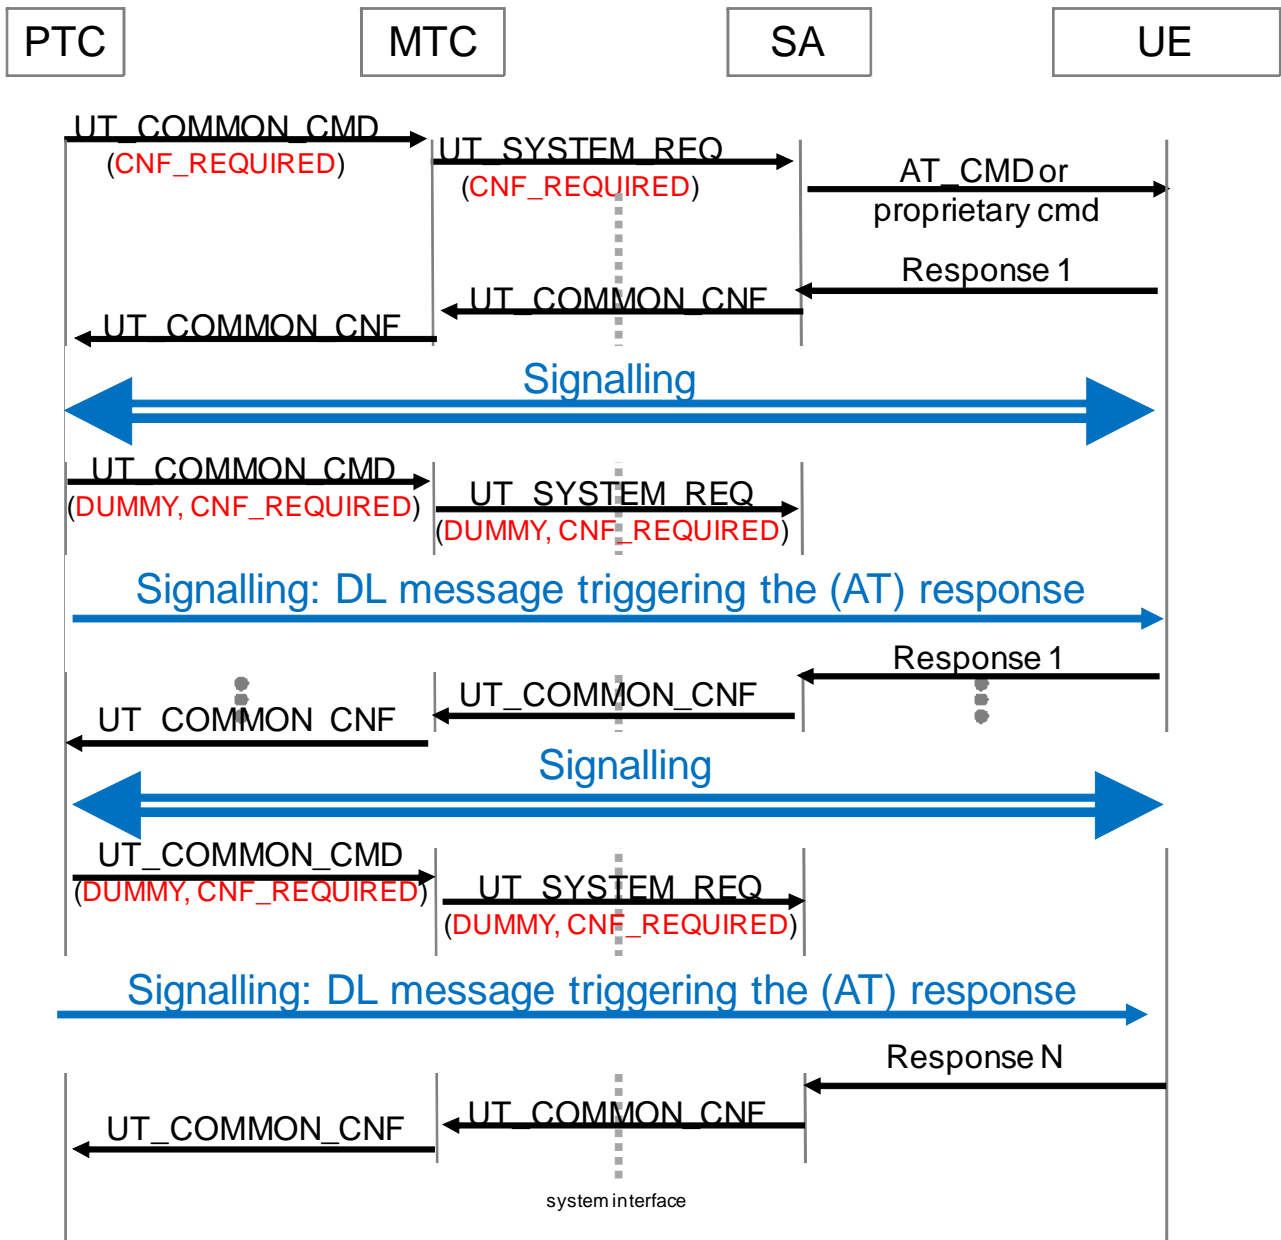 PTC MTC SA UE
UT_COMMON_CMD
(CNF_REQUIRED)
UT_SYSTEM_REQ
(CNF_REQUIRED)
AT_CMD or
proprietary cmd
Response 1
UT_COMMON_CNF
UT_COMMON_CNF
Signalling
UT_COMMON_CMD
(DUMMY, CNF_REQUIRED)
UT_SYSTEM_REQ
(DUMMY, CNF_REQUIRED)
Signalling: DL message triggering the (AT) response
Response 1
UT_COMMON_CNF
UT_COMMON_CNF
Signalling
UT_COMMON_CMD
(DUMMY, CNF_REQUIRED)
UT_SYSTEM_REQ
(DUMMY, CNF_REQUIRED)
Signalling: DL message triggering the (AT) response
Response N
UT_COMMON_CNF
UT_COMMON_CNF
system interface